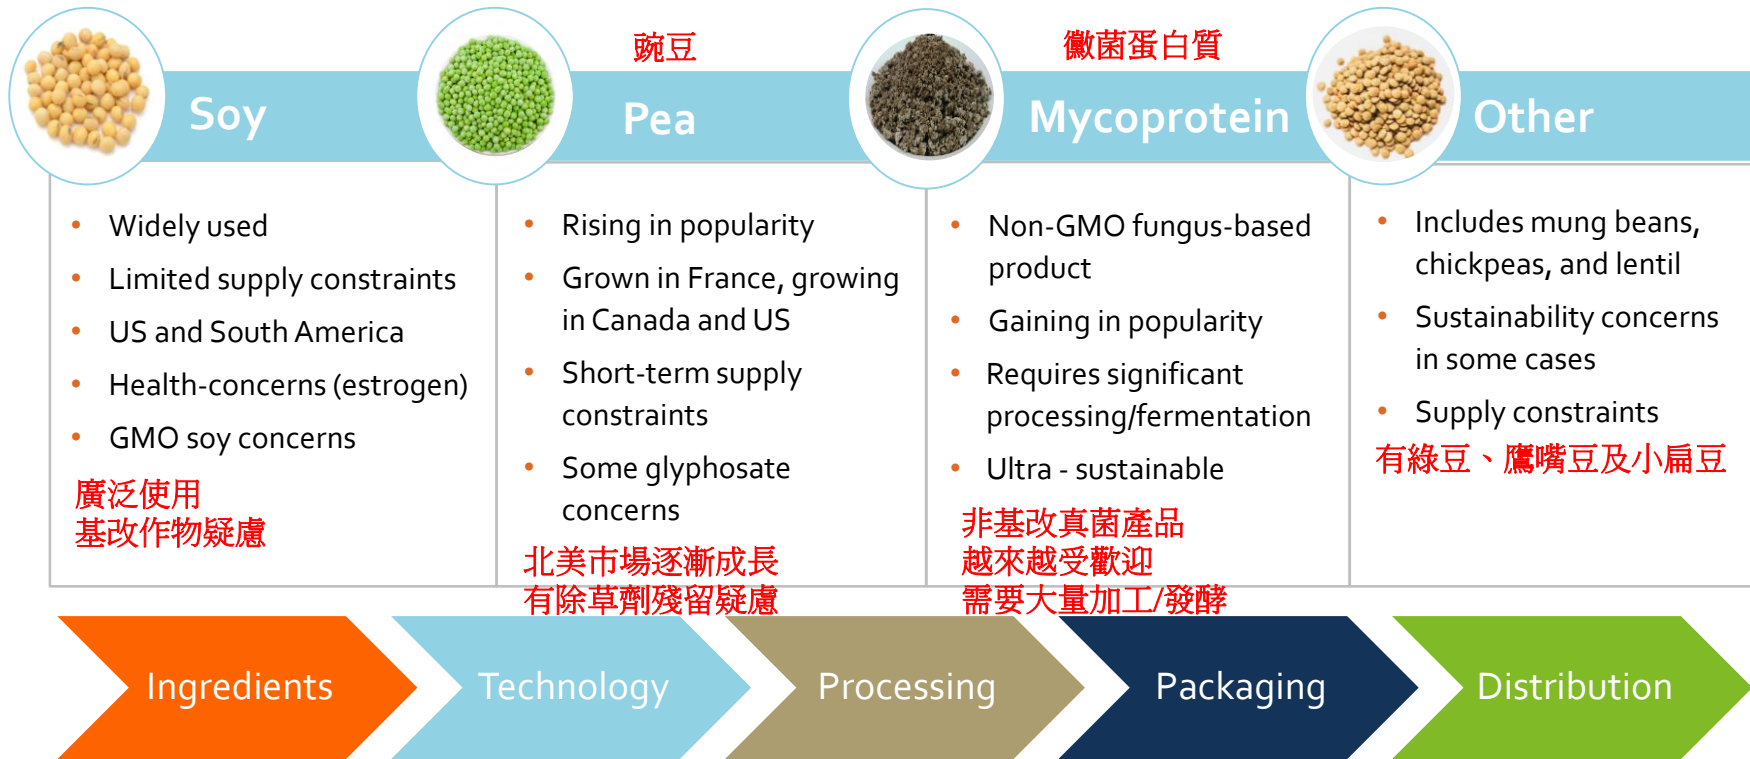 豌豆
黴菌蛋白質
Soy
Pea
Mycoprotein
Other
• Widely used
• Limited supply constraints
• US and South America
• Health-concerns (estrogen)
• GMO soy concerns
廣泛使用
基改作物疑慮
• Rising in popularity
• Grown in France, growing
in Canada and US
• Short-term supply
constraints
• Some glyphosate
concerns
北美市場逐漸成長
有除草劑殘留疑慮
• Non-GMO fungus-based
product
• Gaining in popularity
• Requires significant
processing/fermentation
• Ultra - sustainable
非基改真菌產品
越來越受歡迎
需要大量加工/發酵
• Includes mung beans,
chickpeas, and lentil
• Sustainability concerns
in some cases
• Supply constraints
有綠豆、鷹嘴豆及小扁豆
Ingredients
Technology
Processing
Packaging
Distribution